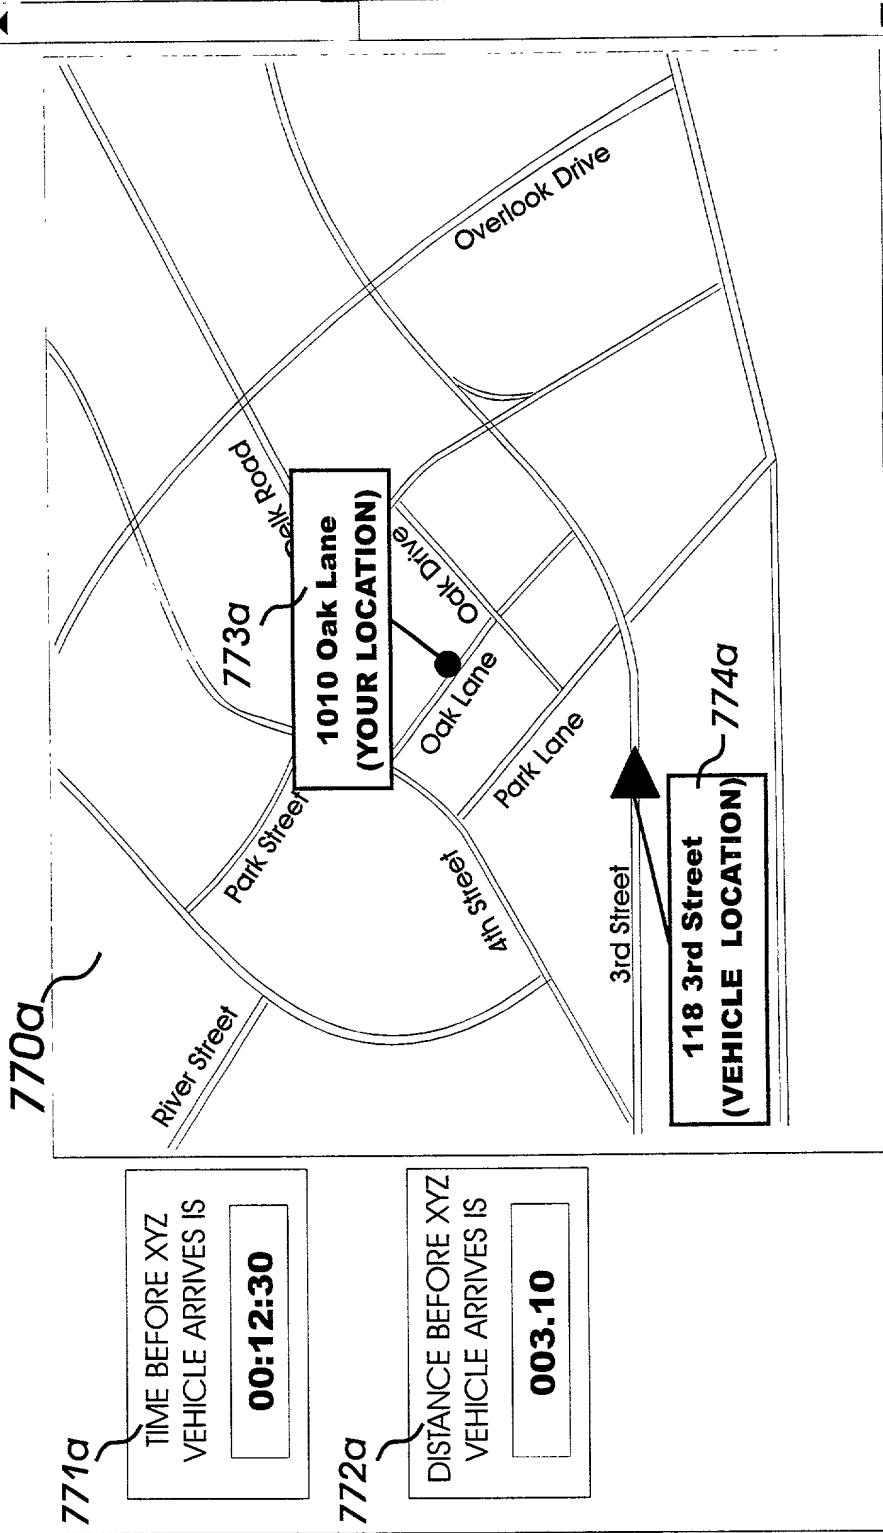 770a
771a
TIME BEFORE XYZ
VEHICLE ARRIVES IS
00:12:30
772a
DISTANCE BEFORE XYZ
VEHICLE ARRIVES IS
003.10
River Street
Park Street
773a
1010 Oak Lane
(YOUR LOCATION)
Road
Oak Drive
Oak Lane
Overlook Drive
4th Street
Park Lane
3rd Street
774a
118 3rd Street
(VEHICLE LOCATION)